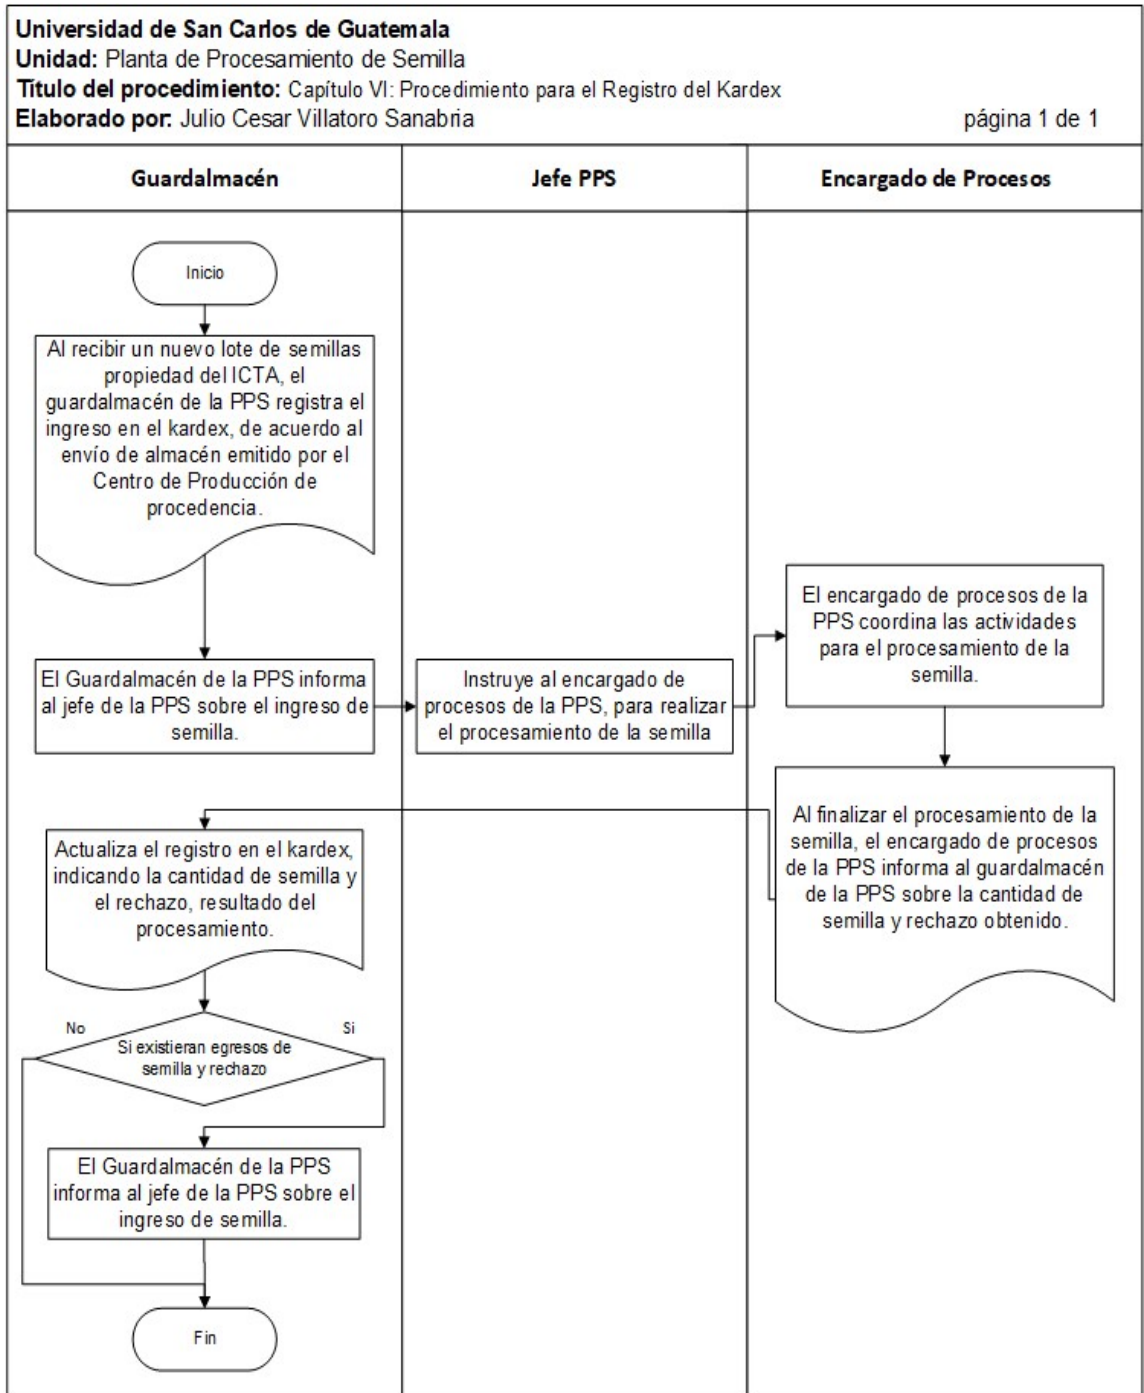 Universidad de San Carlos de Guatemala
Unidad: Planta de Procesamiento de Semilla
Título del procedimiento: Capítulo VI: Procedimiento para el Registro del Kardex
Elaborado por: Julio Cesar Villatoro Sanabria
página 1 de 1
Guardalmacén
Jefe PPS
Encargado de Procesos
Inicio
Al recibir un nuevo lote de semillas
propiedad del ICTA, el
guardalmacén de la PPS registra el
ingreso en el kardex, de acuerdo al
envío de almacén emitido por el
Centro de Producción de
procedencia.
El Guardalmacén de la PPS informa
al jefe de la PPS sobre el ingreso de
semilla.
Instruye al encargado de
procesos de la PPS, para realizar
el procesamiento de la semilla
El encargado de procesos de la
PPS coordina las actividades
para el procesamiento de la
semilla.
Al finalizar el procesamiento de la
semilla, el encargado de procesos
de la PPS informa al guardalmacén
de la PPS sobre la cantidad de
semilla y rechazo obtenido.
Actualiza el registro en el kardex,
indicando la cantidad de semilla y
el rechazo, resultado del
procesamiento.
No
Si
Si existieran egresos de
semilla y rechazo
El Guardalmacén de la PPS
informa al jefe de la PPS sobre el
ingreso de semilla.
Fin